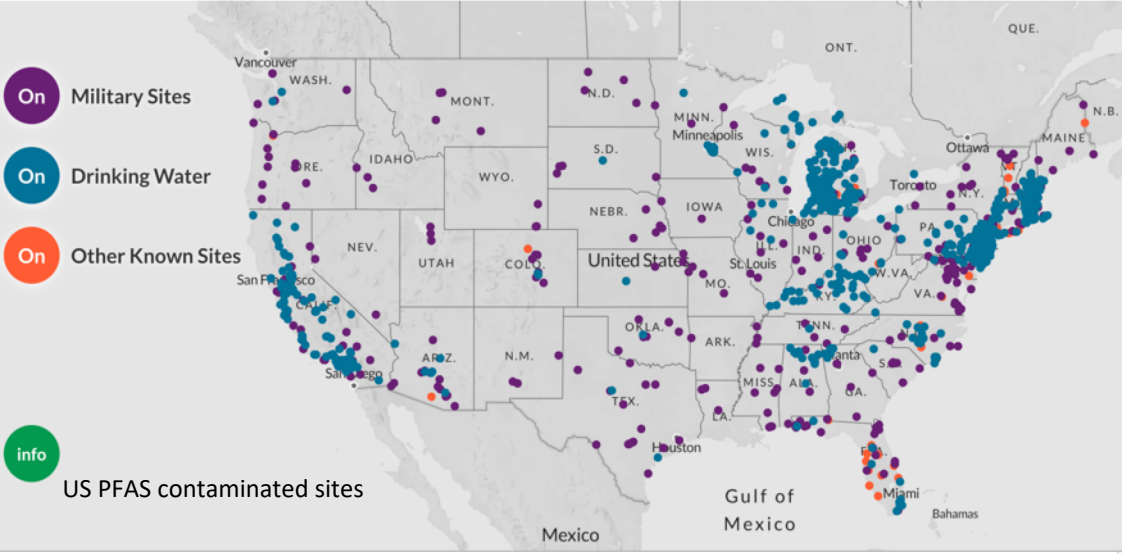 QUE.
ONT.
Vancouver
WASH.
On Military Sites
MONT.
N.D.
N.B.
MINN.
Minneapolis
MAINE
Ottawa
VT.
On Drinking Water
ORE.
IDAHO
S.D.
WIS.
WYO.
Toronto
N.Y.
NEBR.
IOWA
Chicago
PA.
On Other Known Sites
NEV.
UTAH
COLO.
United States
ILL.
IND.
OHIO
St. Louis
W.VA.
San Francisco
CALIF.
MO.
KY.
VA.
OKLA.
TENN.
N.C.
ARIZ.
N.M.
ARK.
Atlanta
S.C.
San Diego
MISS.
ALA.
GA.
TEX.
LA.
Houston
FLA.
info
US PFAS contaminated sites
Gulf of
Mexico
Miami
Bahamas
Mexico